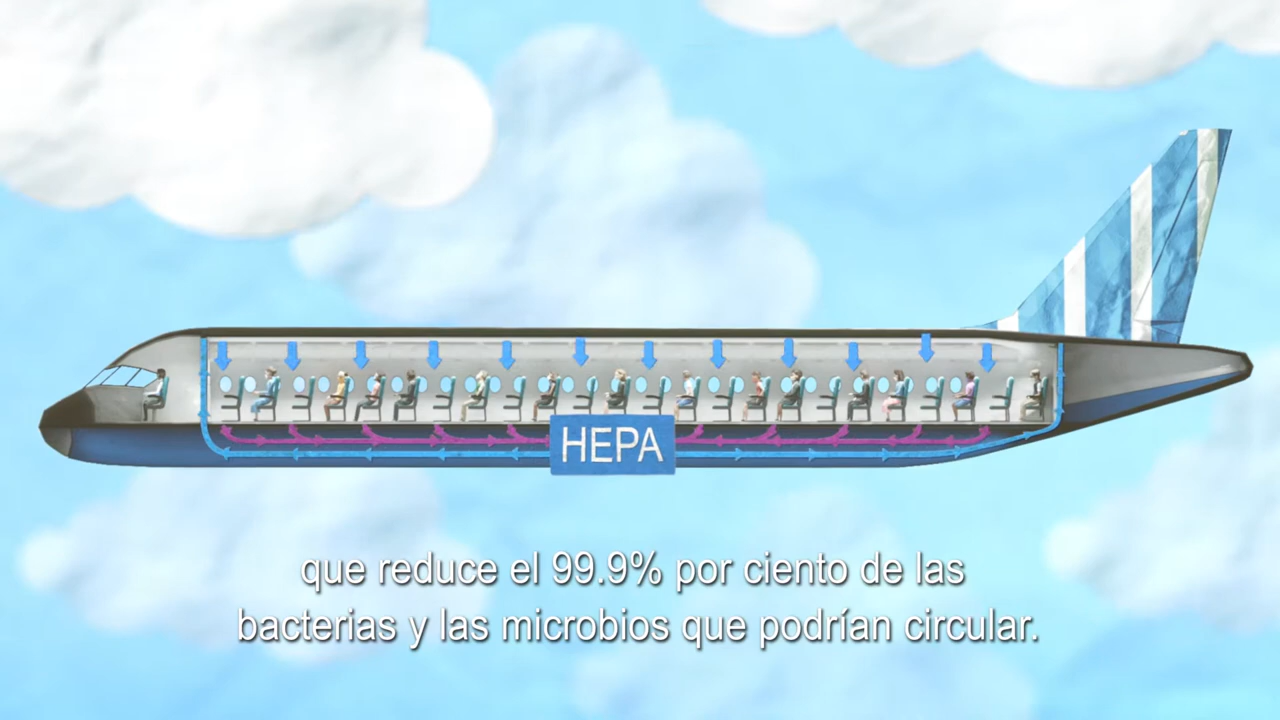 HEPA
que reduce el 99.9% por ciento de las
bacterias y las microbios que podrían circular.